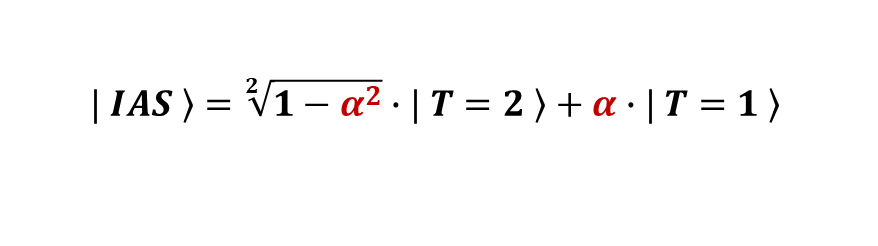 | IAS ⟩ = ²√1 − α² · | T = 2 ⟩ + α · | T = 1 ⟩